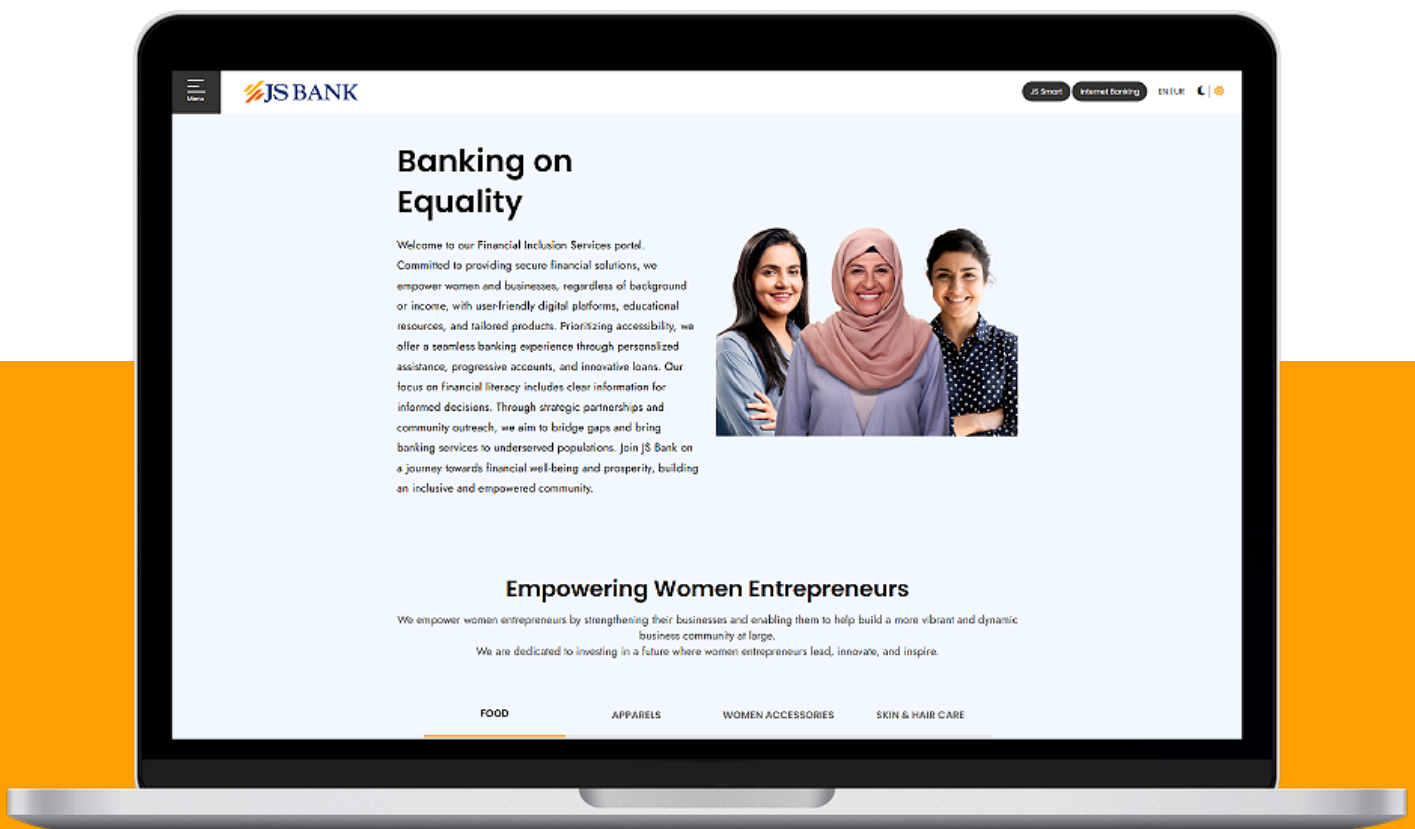 Menu
JS BANK
JS Smart
Internet Banking
EN | UR
Banking on
Equality
Welcome to our Financial Inclusion Services portal.
Committed to providing secure financial solutions, we
empower women and businesses, regardless of background
or income, with user-friendly digital platforms, educational
resources, and tailored products. Prioritizing accessibility, we
offer a seamless banking experience through personalized
assistance, progressive accounts, and innovative loans. Our
focus on financial literacy includes clear information for
informed decisions. Through strategic partnerships and
community outreach, we aim to bridge gaps and bring
banking services to underserved populations. Join JS Bank on
a journey towards financial well-being and prosperity, building
an inclusive and empowered community.
Empowering Women Entrepreneurs
We empower women entrepreneurs by strengthening their businesses and enabling them to help build a more vibrant and dynamic
business community at large.
We are dedicated to investing in a future where women entrepreneurs lead, innovate, and inspire.
FOOD
APPARELS
WOMEN ACCESSORIES
SKIN & HAIR CARE